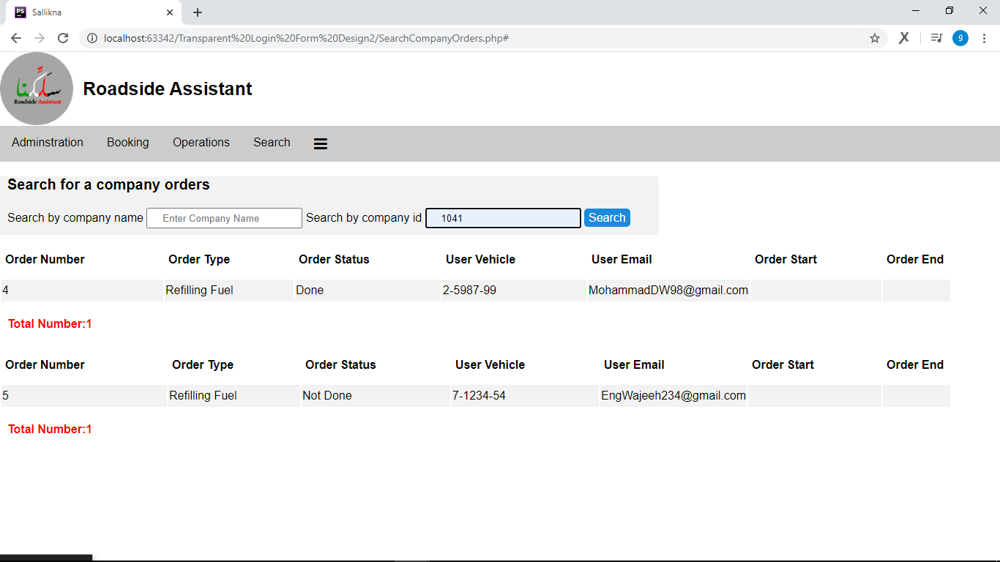 PS Sallikna
localhost:63342/Transparent%20Login%20Form%20Design2/SearchCompanyOrders.php#
X
g
سلكنا
Roadside Assistant
Roadside Assistant
Adminstration Booking Operations Search
Search for a company orders
Search by company name Enter Company Name Search by company id 1041 Search
Order Number Order Type Order Status User Vehicle User Email Order Start Order End
4 Refilling Fuel Done 2-5987-99 MohammadDW98@gmail.com
Total Number:1
Order Number Order Type Order Status User Vehicle User Email Order Start Order End
5 Refilling Fuel Not Done 7-1234-54 EngWajeeh234@gmail.com
Total Number:1